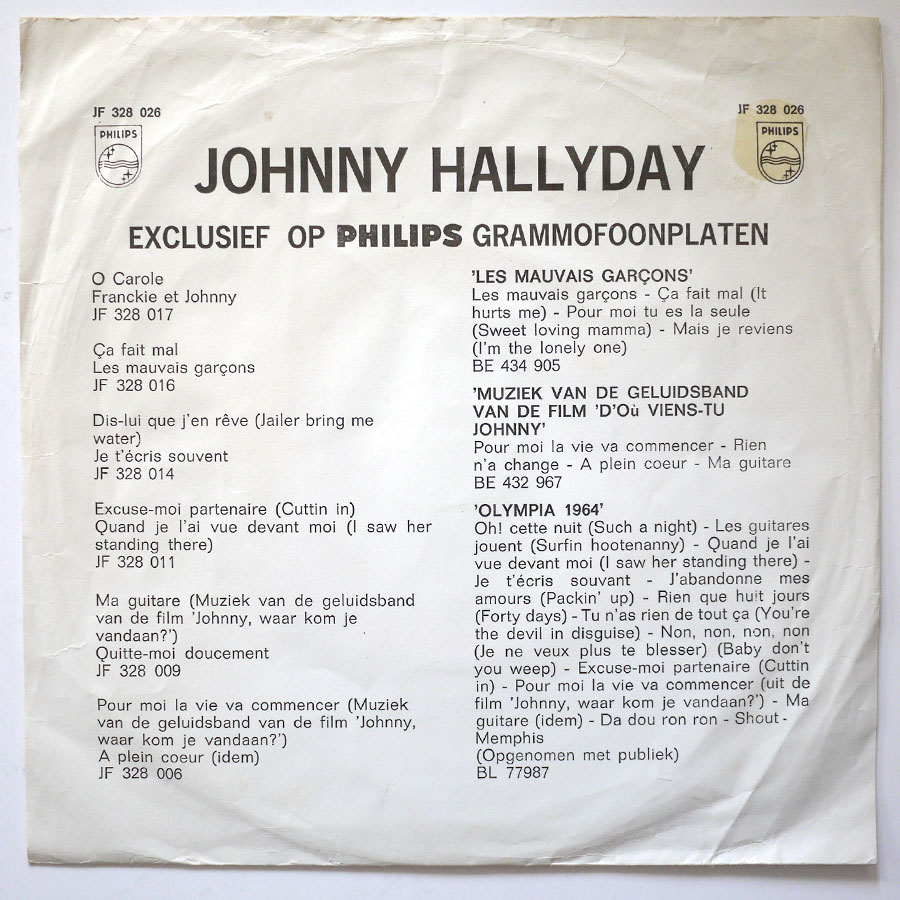 JF 328 026
PHILIPS
JF 328 026
PHILIPS
JOHNNY HALLYDAY
EXCLUSIEF OP PHILIPS GRAMMOFOONPLATEN
O Carole
Franckie et Johnny
JF 328 017
Ça fait mal
Les mauvais garçons
JF 328 016
Dis-lui que j'en rêve (Jailer bring me
water)
Je t'écris souvent
JF 328 014
Excuse-moi partenaire (Cuttin in)
Quand je l'ai vue devant moi (I saw her
standing there)
JF 328 011
Ma guitare (Muziek van de geluidsband
van de film 'Johnny, waar kom je
vandaan?')
Quitte-moi doucement
JF 328 009
Pour moi la vie va commencer (Muziek
van de geluidsband van de film 'Johnny,
waar kom je vandaan?')
A plein coeur (idem)
JF 328 006
'LES MAUVAIS GARÇONS'
Les mauvais garçons - Ça fait mal (It
hurts me) - Pour moi tu es la seule
(Sweet loving mamma) - Mais je reviens
(I'm the lonely one)
BE 434 905
'MUZIEK VAN DE GELUIDSBAND
VAN DE FILM 'D'Où VIENS-TU
JOHNNY'
Pour moi la vie va commencer - Rien
n'a change - A plein coeur - Ma guitare
BE 432 967
'OLYMPIA 1964'
Oh! cette nuit (Such a night) - Les guitares
jouent (Surfin hootenanny) - Quand je l'ai
vue devant moi (I saw her standing there) -
Je t'écris souvant - J'abandonne mes
amours (Packin' up) - Rien que huit jours
(Forty days) - Tu n'as rien de tout ça (You're
the devil in disguise) - Non, non, non, non
(Je ne veux plus te blesser) (Baby don't
you weep) - Excuse-moi partenaire (Cuttin
in) - Pour moi la vie va commencer (uit de
film 'Johnny, waar kom je vandaan?') - Ma
guitare (idem) - Da dou ron ron - Shout -
Memphis
(Opgenomen met publiek)
BL 77987